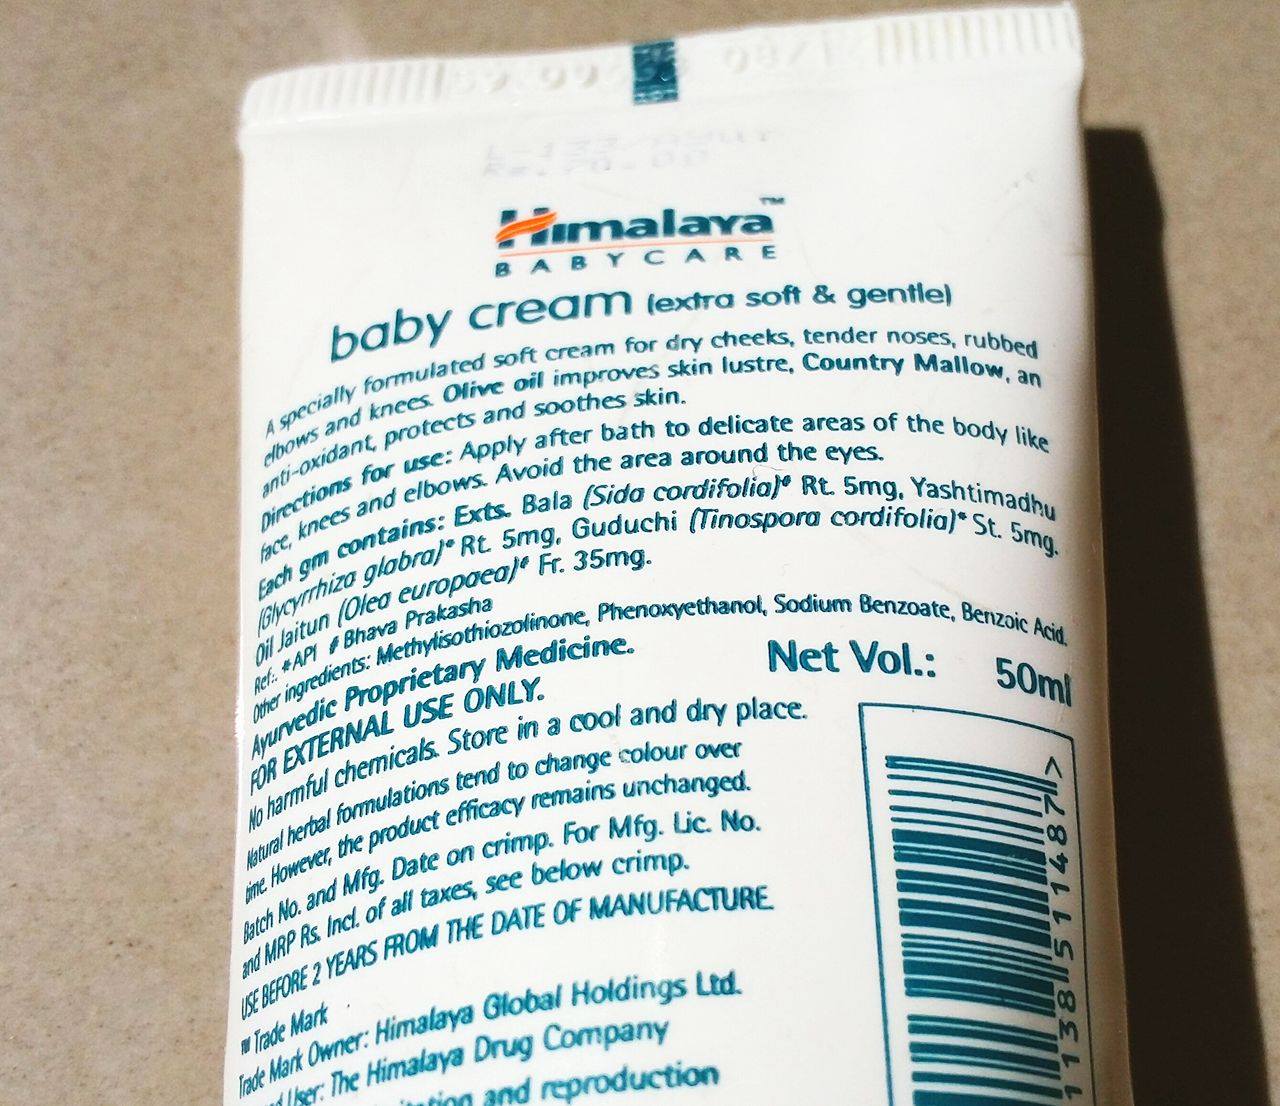 Himalaya™
BABYCARE
baby cream (extra soft & gentle)
A specially formulated soft cream for dry cheeks, tender noses, rubbed
elbows and knees. Olive oil improves skin lustre, Country Mallow, an
anti-oxidant, protects and soothes skin.
Directions for use: Apply after bath to delicate areas of the body like
face, knees and elbows. Avoid the area around the eyes.
Each gm contains: Exts. Bala (Sida cordifolia)# Rt. 5mg, Yashtimadhu
(Glycyrrhiza glabra)* Rt. 5mg, Guduchi (Tinospora cordifolia)* St. 5mg.
Oil Jaitun (Olea europaea)# Fr. 35mg.
Ref:. *API # Bhava Prakasha
Other ingredients: Methylisothiozolinone, Phenoxyethanol, Sodium Benzoate, Benzoic Acid.
Ayurvedic Proprietary Medicine.
Net Vol.: 50ml
FOR EXTERNAL USE ONLY.
No harmful chemicals. Store in a cool and dry place.
Natural herbal formulations tend to change colour over
time. However, the product efficacy remains unchanged.
Batch No. and Mfg. Date on crimp. For Mfg. Lic. No.
and MRP Rs. Incl. of all taxes, see below crimp.
USE BEFORE 2 YEARS FROM THE DATE OF MANUFACTURE.
™ Trade Mark
Trade Mark Owner: Himalaya Global Holdings Ltd.
User: The Himalaya Drug Company
and reproduction
1138 511487 >